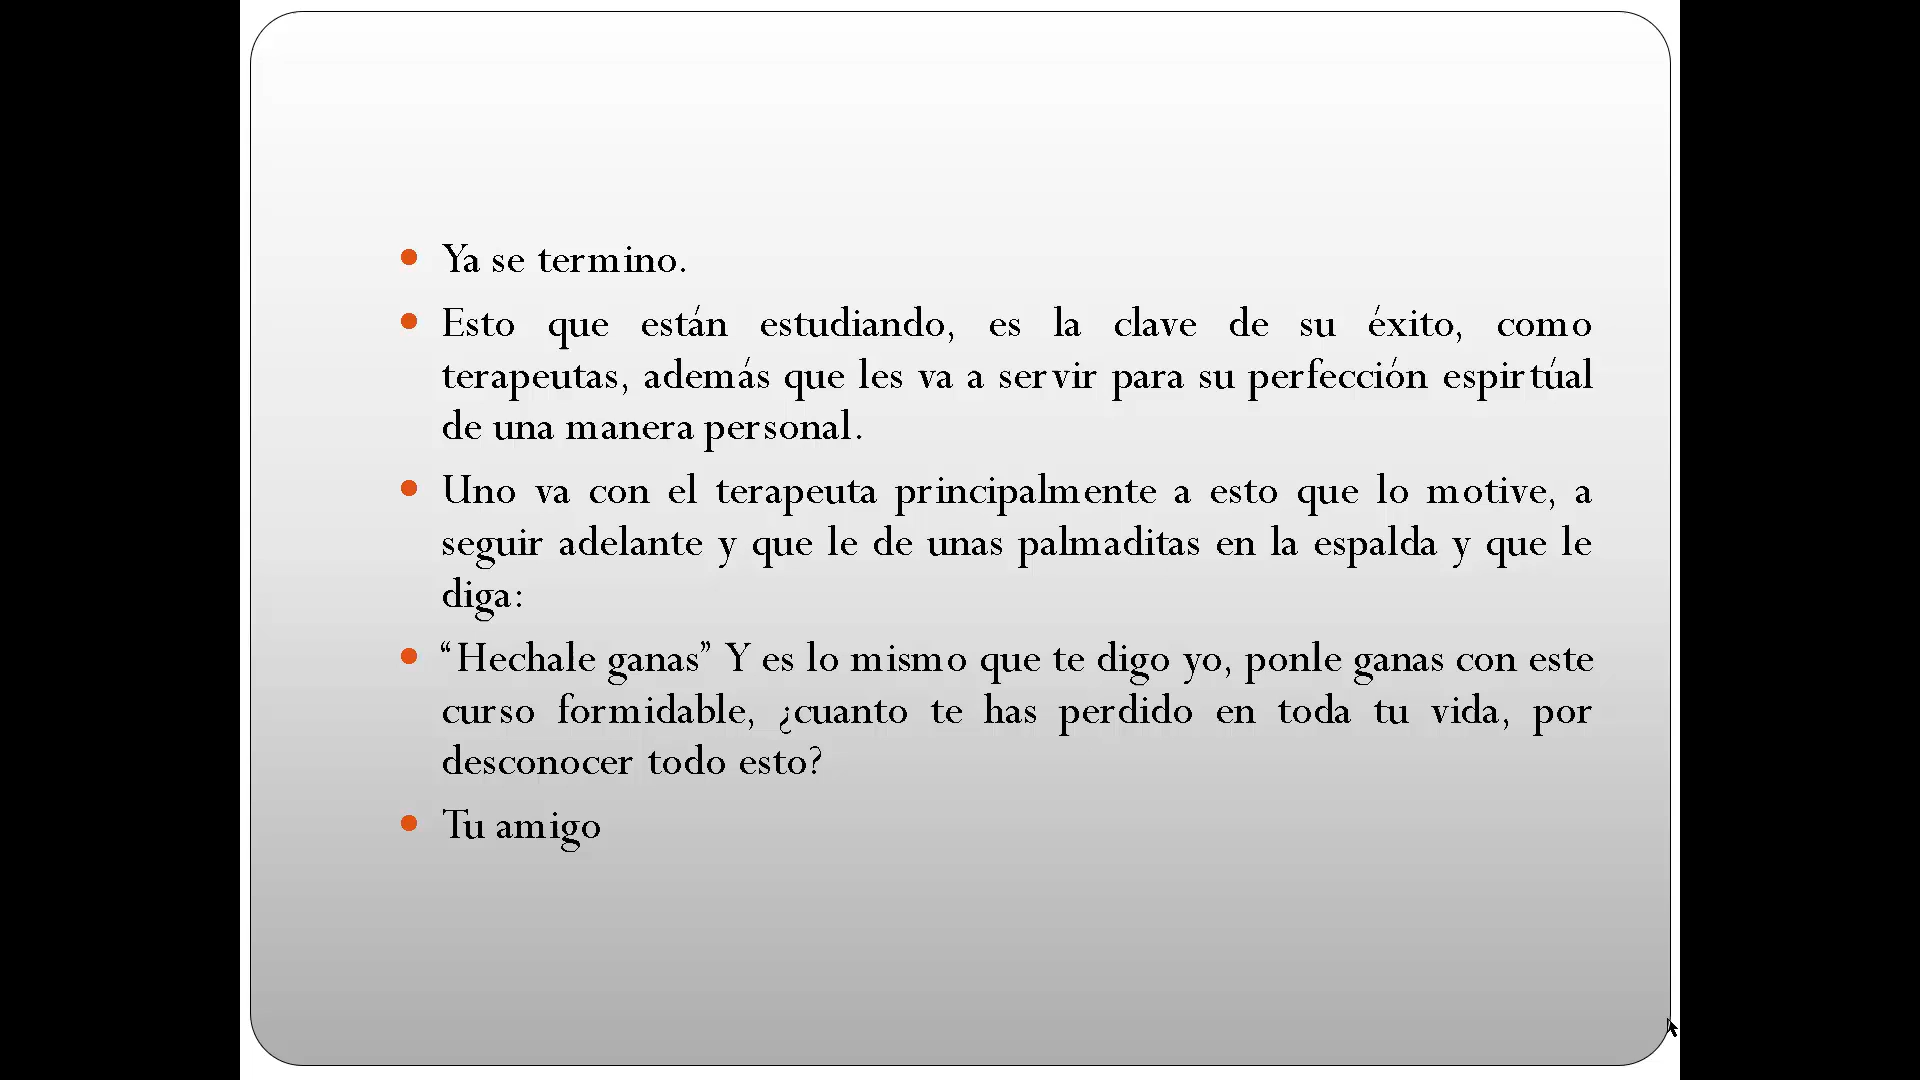 Ya se termino.
Esto que están estudiando, es la clave de su éxito, como
terapeutas, además que les va a servir para su perfección espirtúal
de una manera personal.
Uno va con el terapeuta principalmente a esto que lo motive, a
seguir adelante y que le de unas palmaditas en la espalda y que le
diga:
“Hechale ganas” Y es lo mismo que te digo yo, ponle ganas con este
curso formidable, ¿cuanto te has perdido en toda tu vida, por
desconocer todo esto?
Tu amigo